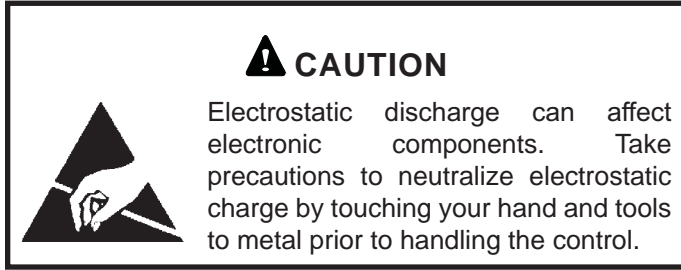 CAUTION
Electrostatic discharge can affect
electronic components. Take
precautions to neutralize electrostatic
charge by touching your hand and tools
to metal prior to handling the control.